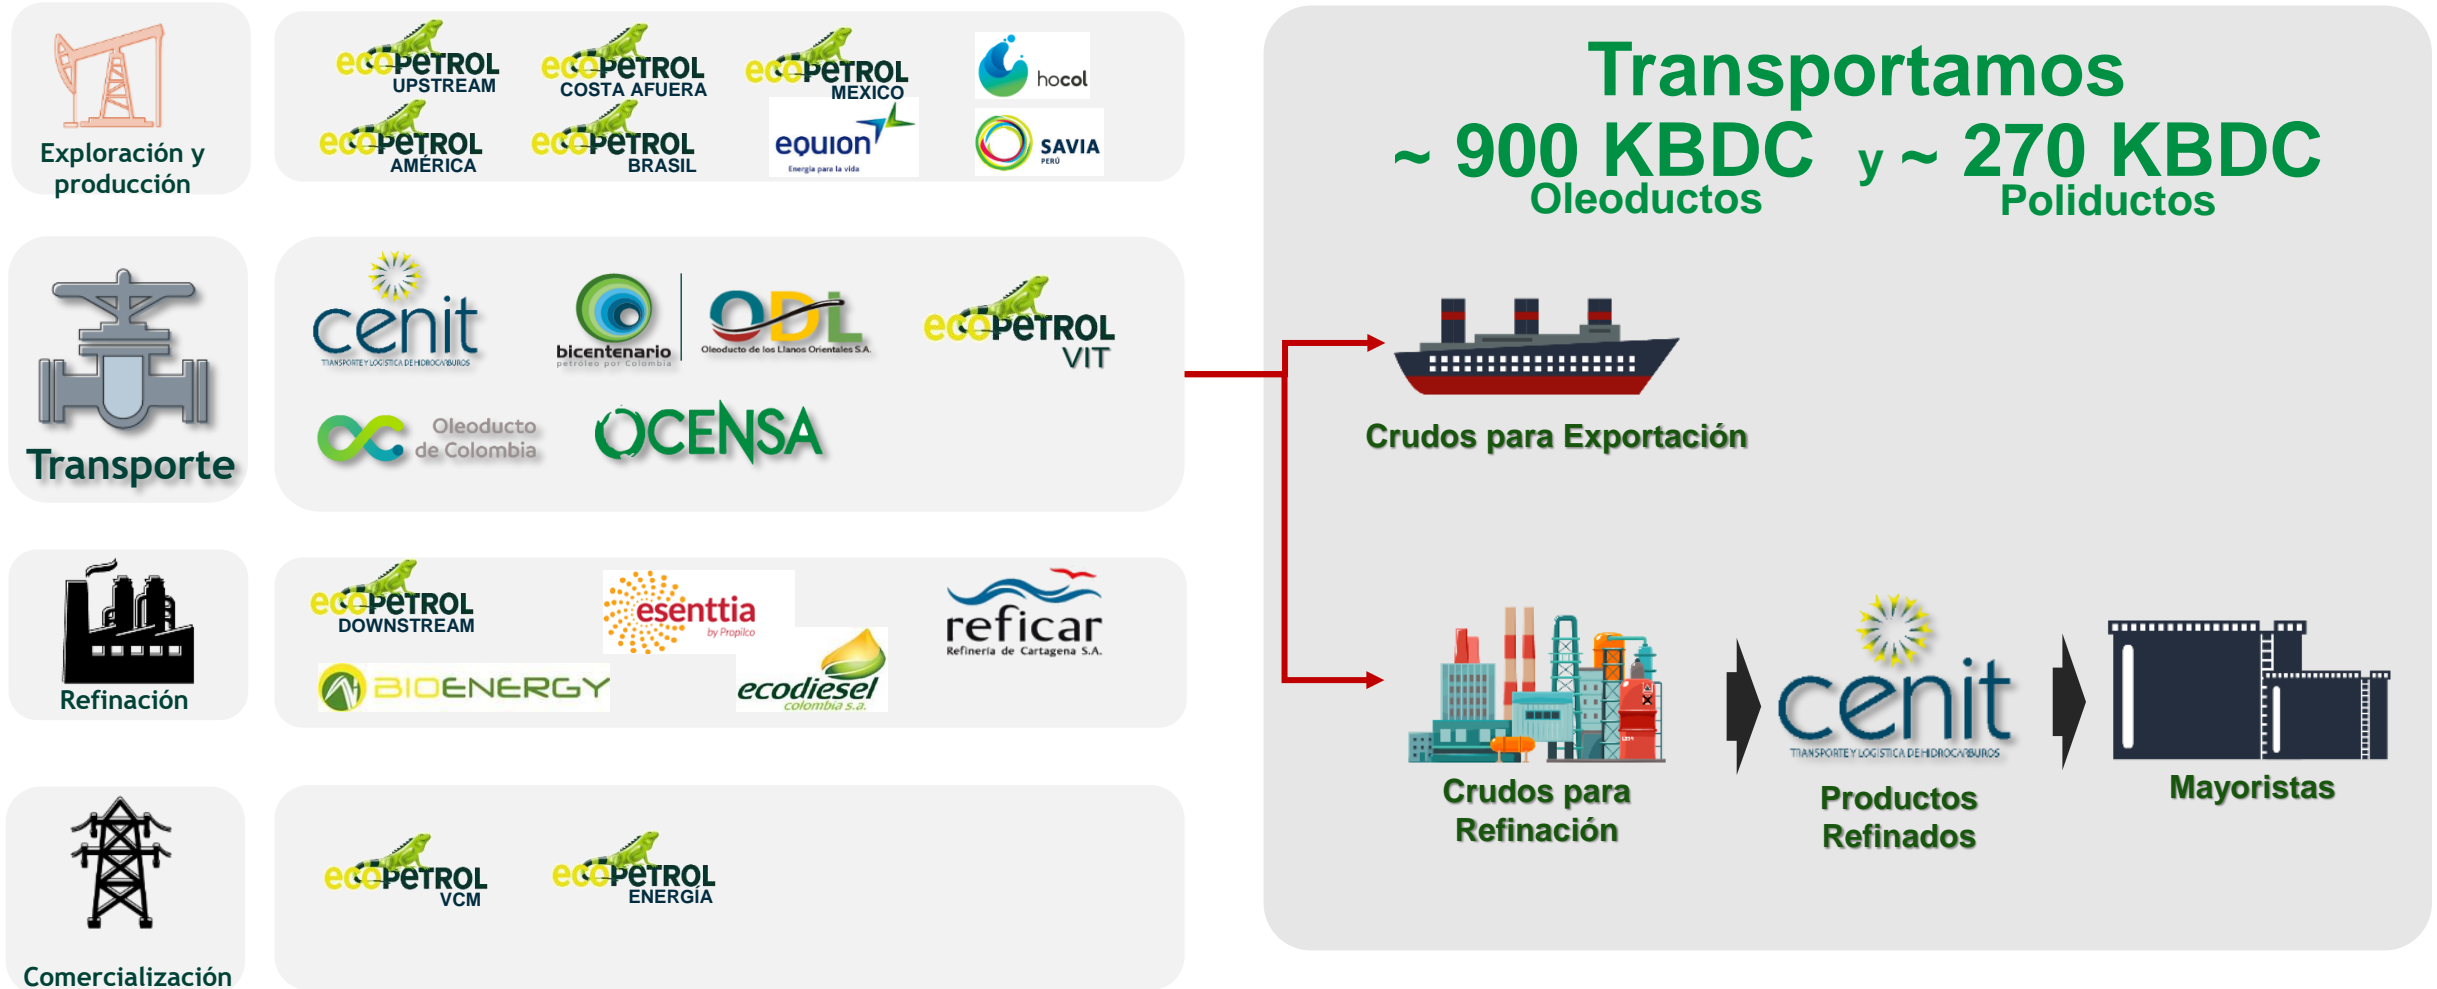 Exploración y
producción
ecoPETROL
UPSTREAM
ecoPETROL
COSTA AFUERA
ecoPETROL
MEXICO
hocol
ecoPETROL
AMÉRICA
ecoPETROL
BRASIL
equion
Energía para la vida
SAVIA
PERÚ
Transporte
cenit
TRANSPORTE Y LOGÍSTICA DE HIDROCARBUROS
bicentenario
petróleo por Colombia
ODL
Oleoducto de los Llanos Orientales S.A.
ecoPETROL
VIT
Oleoducto
de Colombia
OCENSA
Refinación
ecoPETROL
DOWNSTREAM
esenttia
by Propilco
reficar
Refinería de Cartagena S.A.
BIOENERGY
ecodiesel
colombia s.a.
Comercialización
ecoPETROL
VCM
ecoPETROL
ENERGÍA
Transportamos
~ 900 KBDC y ~ 270 KBDC
Oleoductos Poliductos
Crudos para Exportación
Crudos para
Refinación
cenit
TRANSPORTE Y LOGÍSTICA DE HIDROCARBUROS
Productos
Refinados
Mayoristas